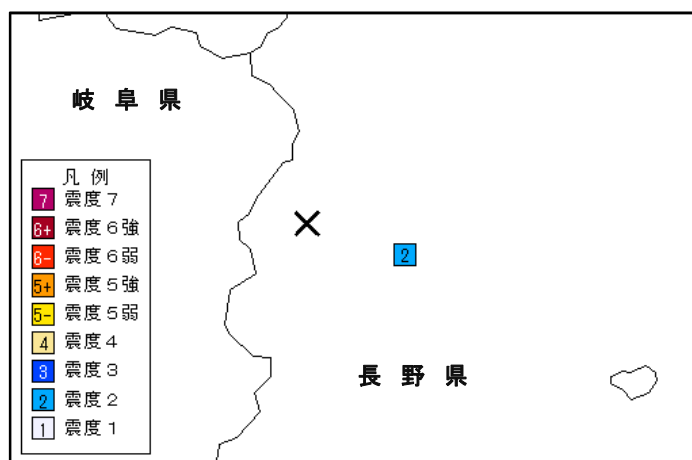 岐阜県
凡例
7 震度7
6+ 震度6強
6- 震度6弱
5+ 震度5強
5- 震度5弱
4 震度4
3 震度3
2 震度2
1 震度1
2
長野県